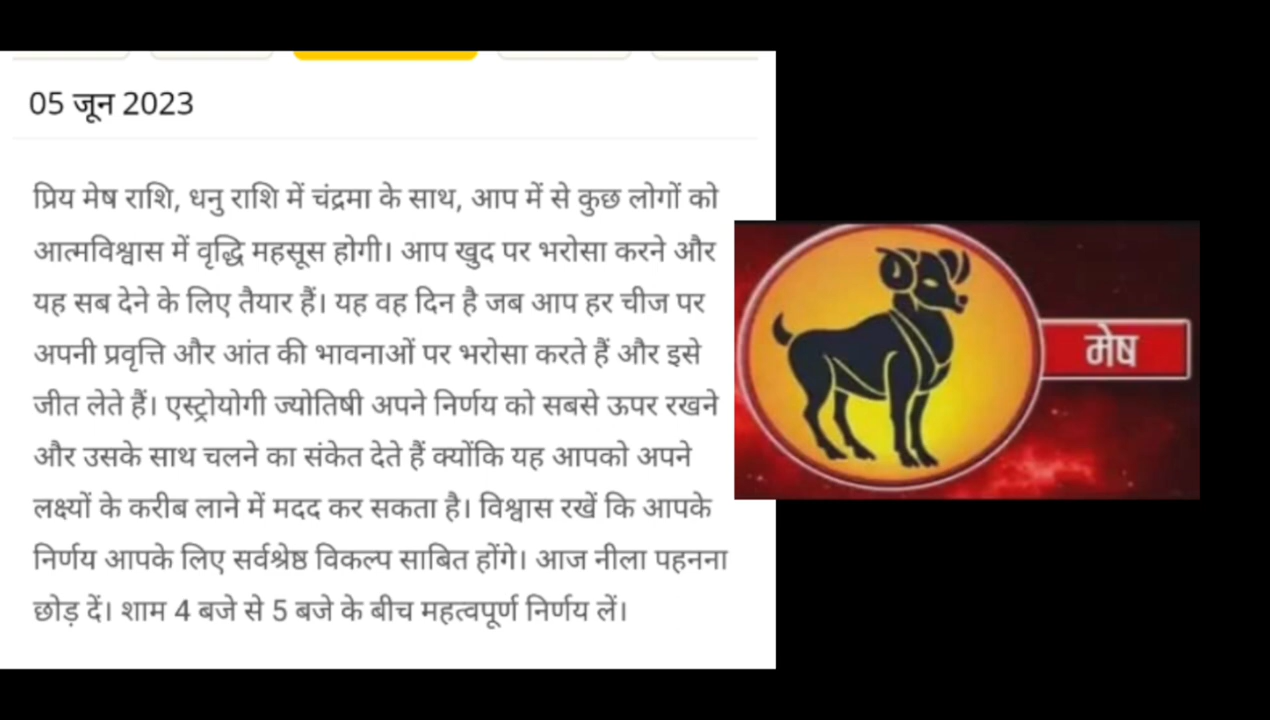 05 जून 2023
प्रिय मेष राशि, धनु राशि में चंद्रमा के साथ, आप में से कुछ लोगों को
आत्मविश्वास में वृद्धि महसूस होगी। आप खुद पर भरोसा करने और
यह सब देने के लिए तैयार हैं। यह वह दिन है जब आप हर चीज पर
अपनी प्रवृत्ति और आंत की भावनाओं पर भरोसा करते हैं और इसे
जीत लेते हैं। एस्ट्रोयोगी ज्योतिषी अपने निर्णय को सबसे ऊपर रखने
और उसके साथ चलने का संकेत देते हैं क्योंकि यह आपको अपने
लक्ष्यों के करीब लाने में मदद कर सकता है। विश्वास रखें कि आपके
निर्णय आपके लिए सर्वश्रेष्ठ विकल्प साबित होंगे। आज नीला पहनना
छोड़ दें। शाम 4 बजे से 5 बजे के बीच महत्वपूर्ण निर्णय लें।
मेष